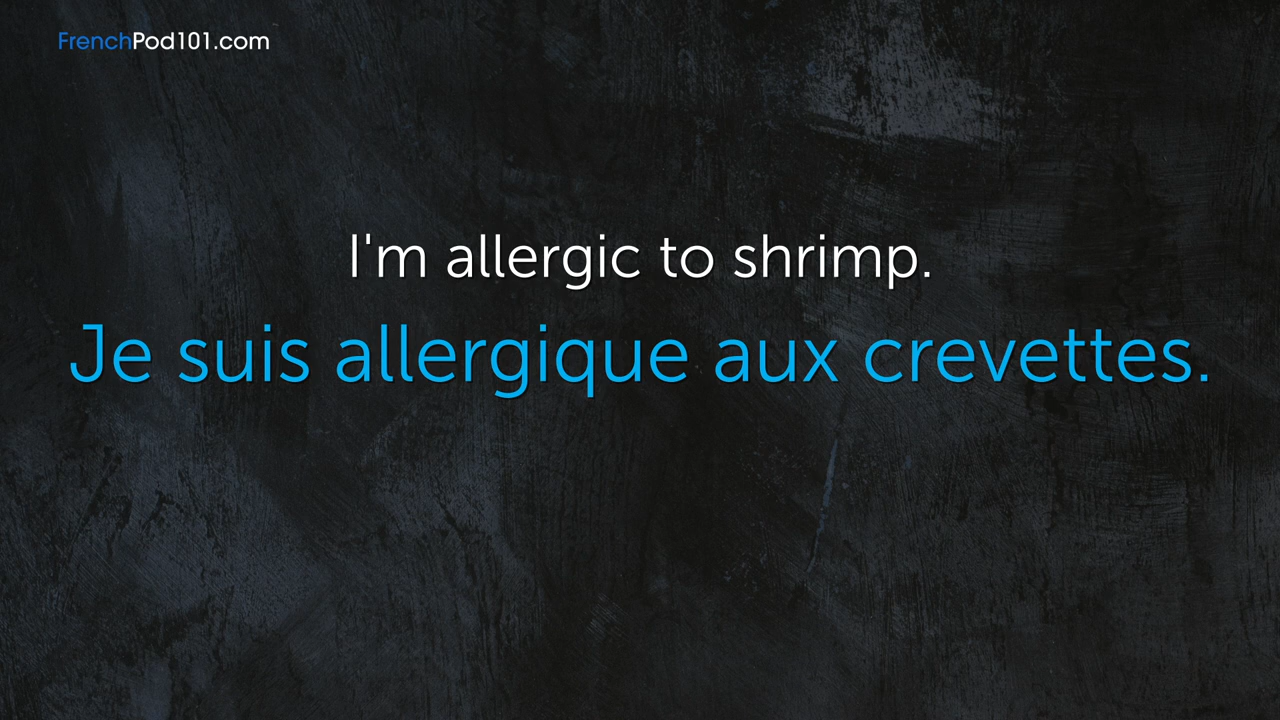 FrenchPod101.com
I'm allergic to shrimp.
Je suis allergique aux crevettes.